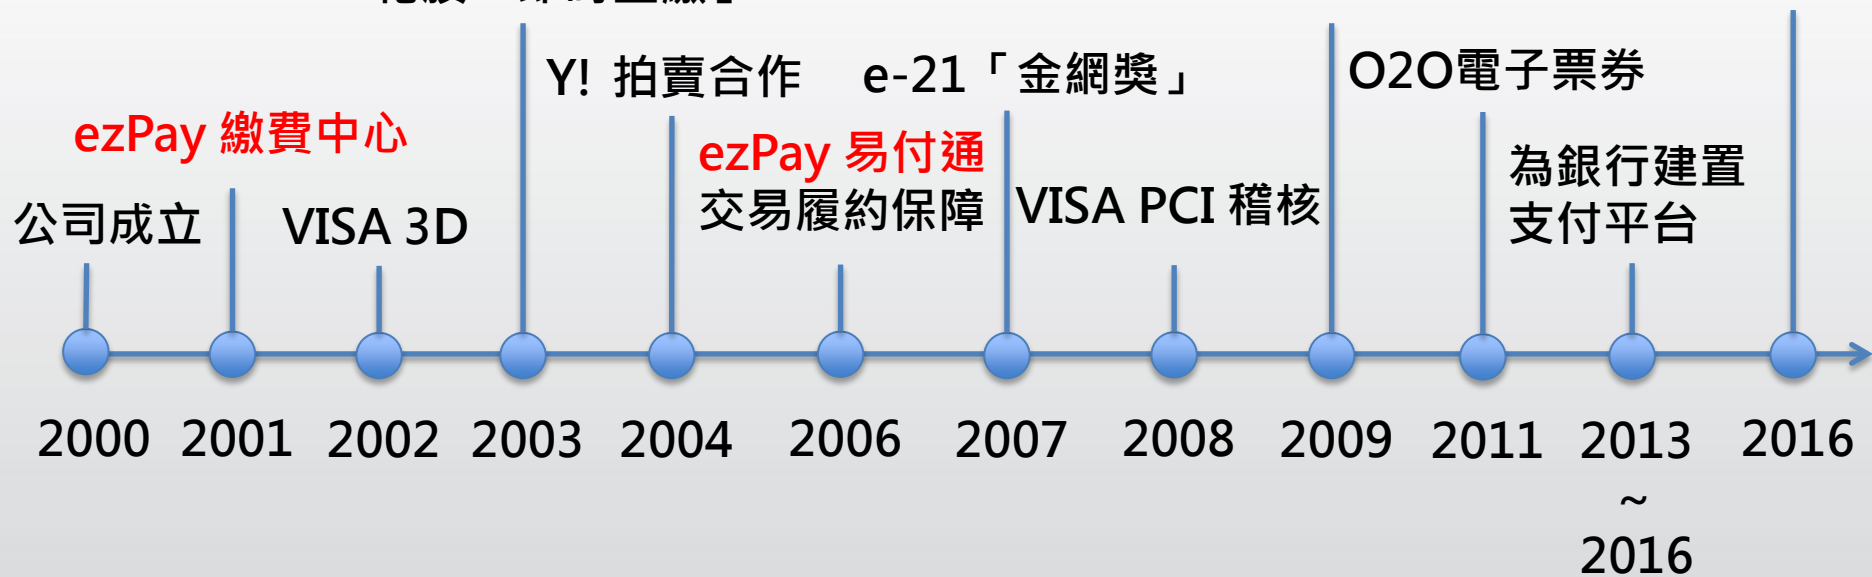 Y! 拍賣合作
e-21「金網獎」
O2O電子票券
ezPay 繳費中心
ezPay 易付通
交易履約保障
為銀行建置
支付平台
公司成立
VISA 3D
VISA PCI 稽核
2000 2001 2002 2003 2004 2006 2007 2008 2009 2011 2013 2016
~
2016